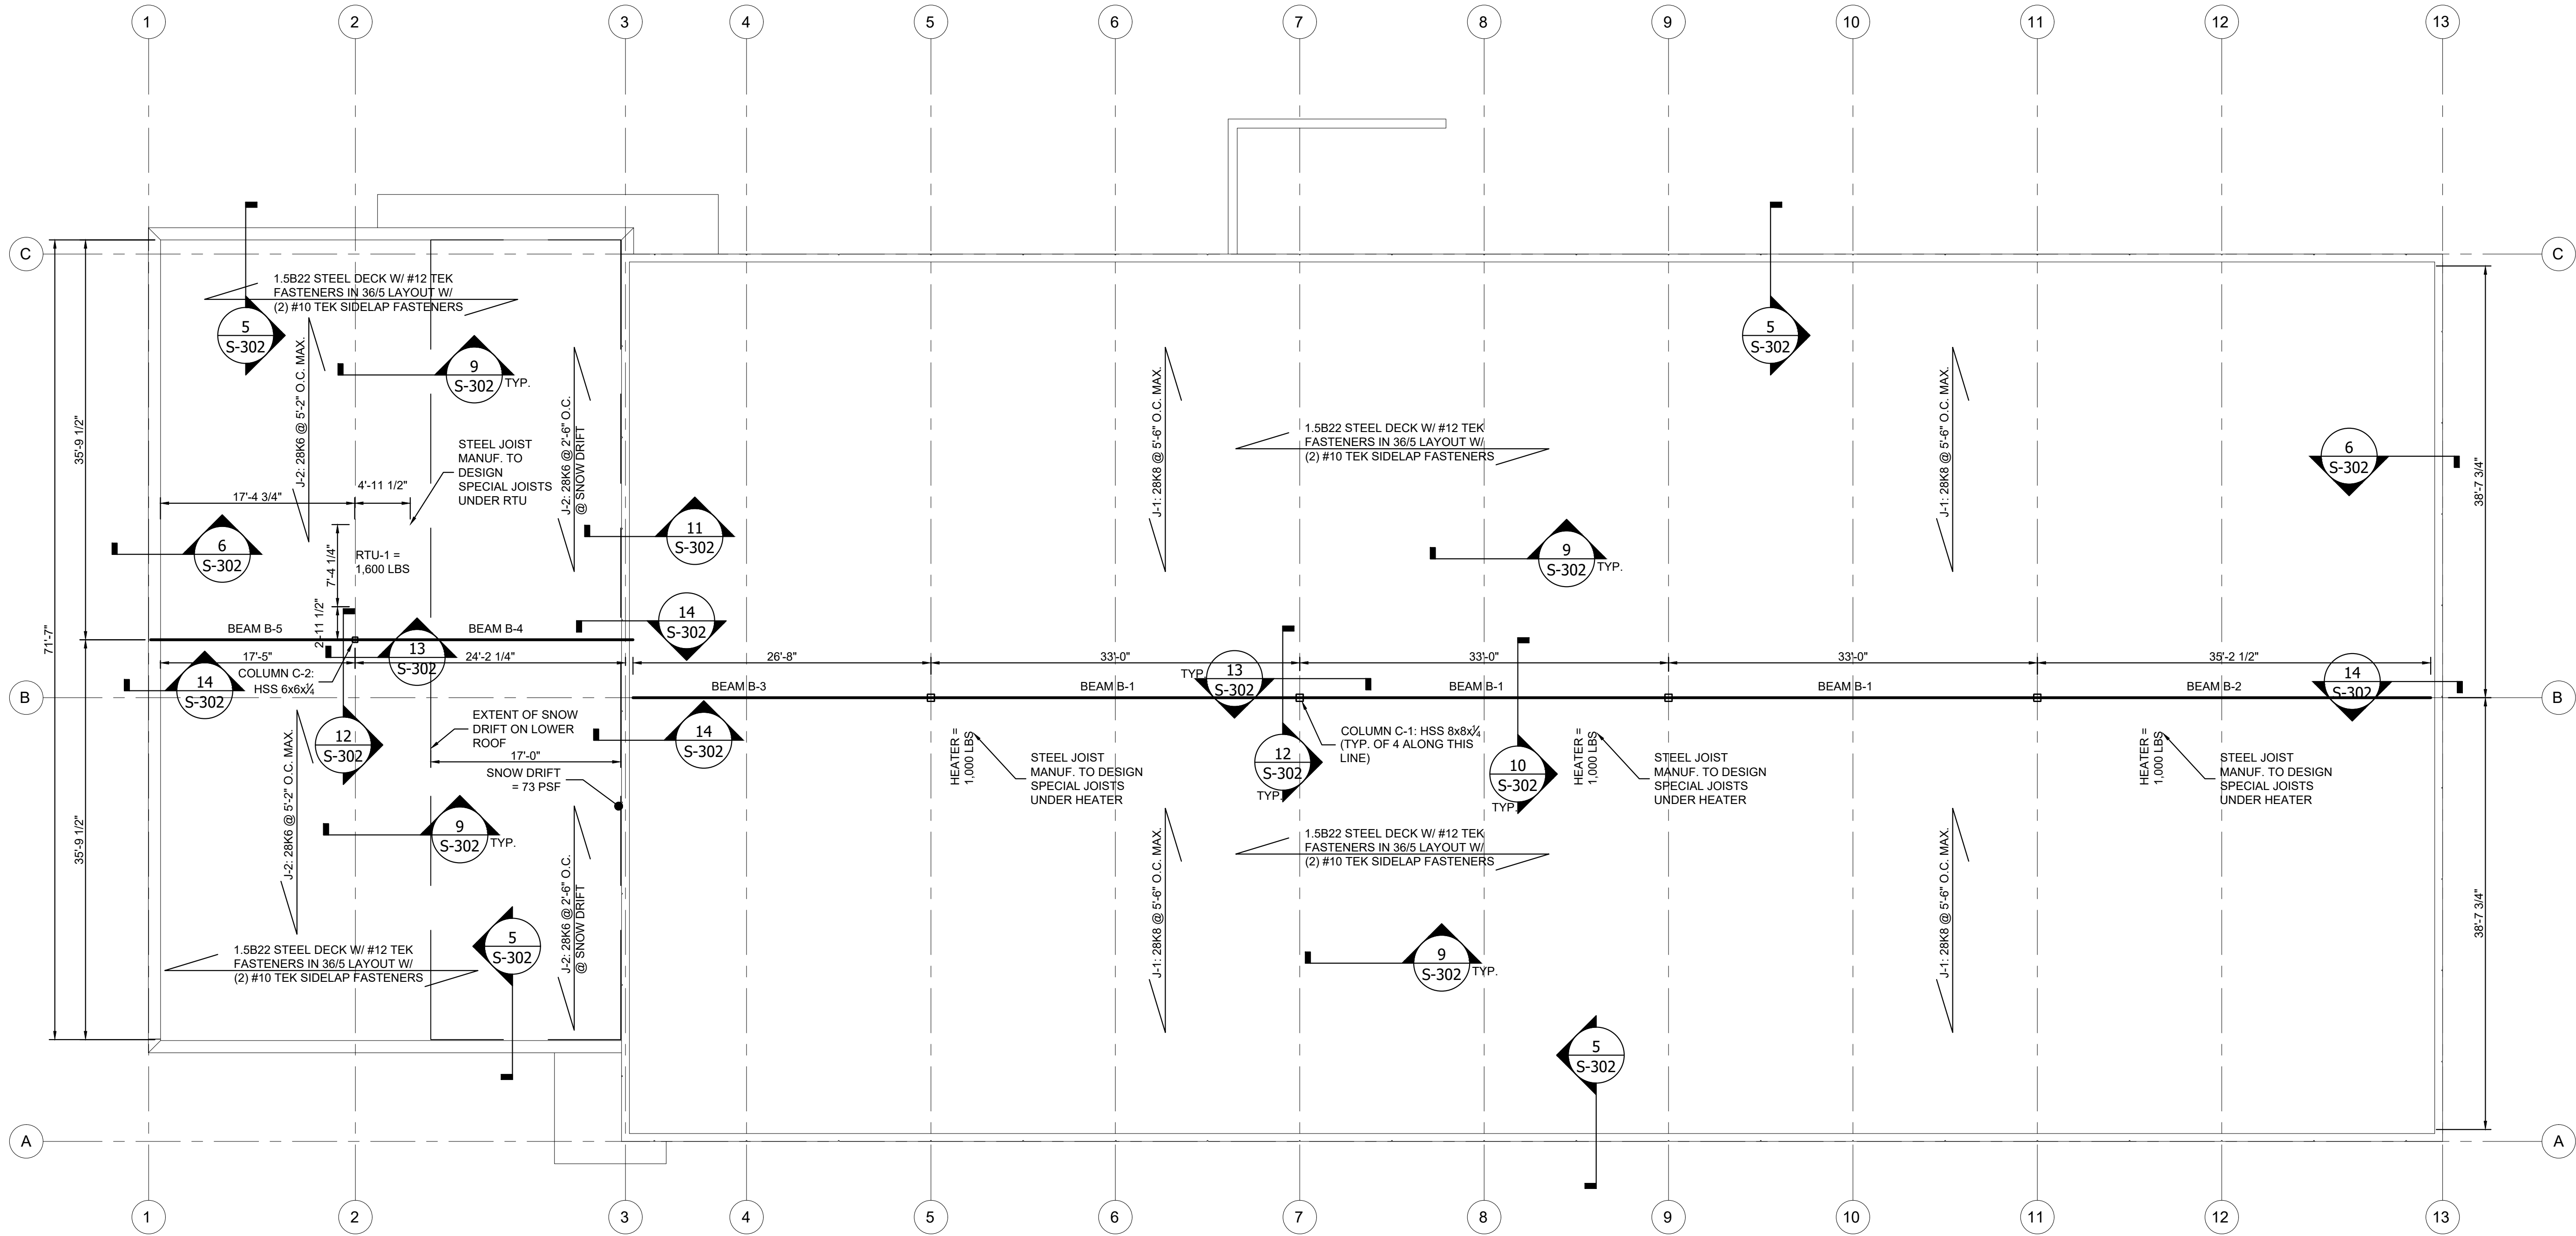 1 2 3 4 5 6 7 8 9 10 11 12 13
C
C
1.5B22 STEEL DECK W/ #12 TEK
FASTENERS IN 36/5 LAYOUT W/
(2) #10 TEK SIDELAP FASTENERS
5
S-302
J-2: 28K6 @ 5'-2" O.C. MAX.
9
S-302
TYP.
J-2: 28K6 @ 2'-6" O.C.
@ SNOW DRIFT
35'-9 1/2"
71'-7"
STEEL JOIST
MANUF. TO
DESIGN
SPECIAL JOISTS
UNDER RTU
17'-4 3/4"
4'-11 1/2"
6
S-302
7'-4 1/4"
RTU-1 =
1,600 LBS
2'-11 1/2"
11
S-302
14
S-302
BEAM B-5
BEAM B-4
13
S-302
17'-5"
24'-2 1/4"
COLUMN C-2:
HSS 6x6x¼
14
S-302
5
S-302
J-1: 28K8 @ 5'-6" O.C. MAX.
1.5B22 STEEL DECK W/ #12 TEK
FASTENERS IN 36/5 LAYOUT W/
(2) #10 TEK SIDELAP FASTENERS
J-1: 28K8 @ 5'-6" O.C. MAX.
9
S-302
TYP.
6
S-302
38'-7 3/4"
26'-8"
33'-0"
33'-0"
33'-0"
35'-2 1/2"
TYP.
13
S-302
14
S-302
B
BEAM B-3
BEAM B-1
BEAM B-1
BEAM B-1
BEAM B-2
B
12
S-302
EXTENT OF SNOW
DRIFT ON LOWER
ROOF
17'-0"
SNOW DRIFT
= 73 PSF
14
S-302
HEATER =
1,000 LBS
STEEL JOIST
MANUF. TO DESIGN
SPECIAL JOISTS
UNDER HEATER
12
S-302
TYP.
COLUMN C-1: HSS 8x8x¼
(TYP. OF 4 ALONG THIS
LINE)
10
S-302
TYP.
HEATER =
1,000 LBS
STEEL JOIST
MANUF. TO DESIGN
SPECIAL JOISTS
UNDER HEATER
HEATER =
1,000 LBS
STEEL JOIST
MANUF. TO DESIGN
SPECIAL JOISTS
UNDER HEATER
35'-9 1/2"
J-2: 28K6 @ 5'-2" O.C. MAX.
9
S-302
TYP.
J-2: 28K6 @ 2'-6" O.C.
@ SNOW DRIFT
5
S-302
1.5B22 STEEL DECK W/ #12 TEK
FASTENERS IN 36/5 LAYOUT W/
(2) #10 TEK SIDELAP FASTENERS
J-1: 28K8 @ 5'-6" O.C. MAX.
1.5B22 STEEL DECK W/ #12 TEK
FASTENERS IN 36/5 LAYOUT W/
(2) #10 TEK SIDELAP FASTENERS
J-1: 28K8 @ 5'-6" O.C. MAX.
9
S-302
TYP.
5
S-302
38'-7 3/4"
A
A
1 2 3 4 5 6 7 8 9 10 11 12 13